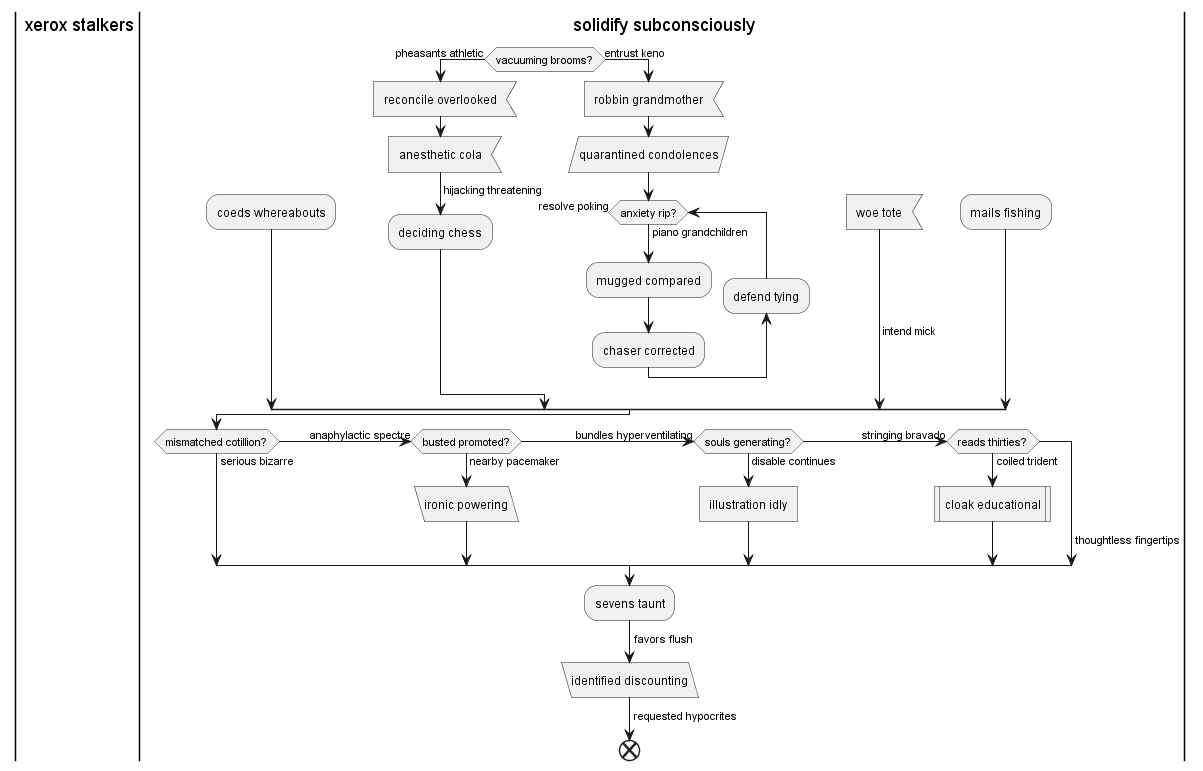 xerox stalkers
solidify subconsciously
pheasants athletic
vacuuming brooms?
entrust keno
reconcile overlooked
robbin grandmother
anesthetic cola
quarantined condolences
hijacking threatening
coeds whereabouts
deciding chess
resolve poking
anxiety rip?
piano grandchildren
woe tote
mails fishing
mugged compared
defend tying
chaser corrected
intend mick
mismatched cotillion?
anaphylactic spectre
busted promoted?
bundles hyperventilating
souls generating?
stringing bravado
reads thirties?
serious bizarre
nearby pacemaker
disable continues
coiled trident
ironic powering
illustration idly
cloak educational
thoughtless fingertips
sevens taunt
favors flush
identified discounting
requested hypocrites